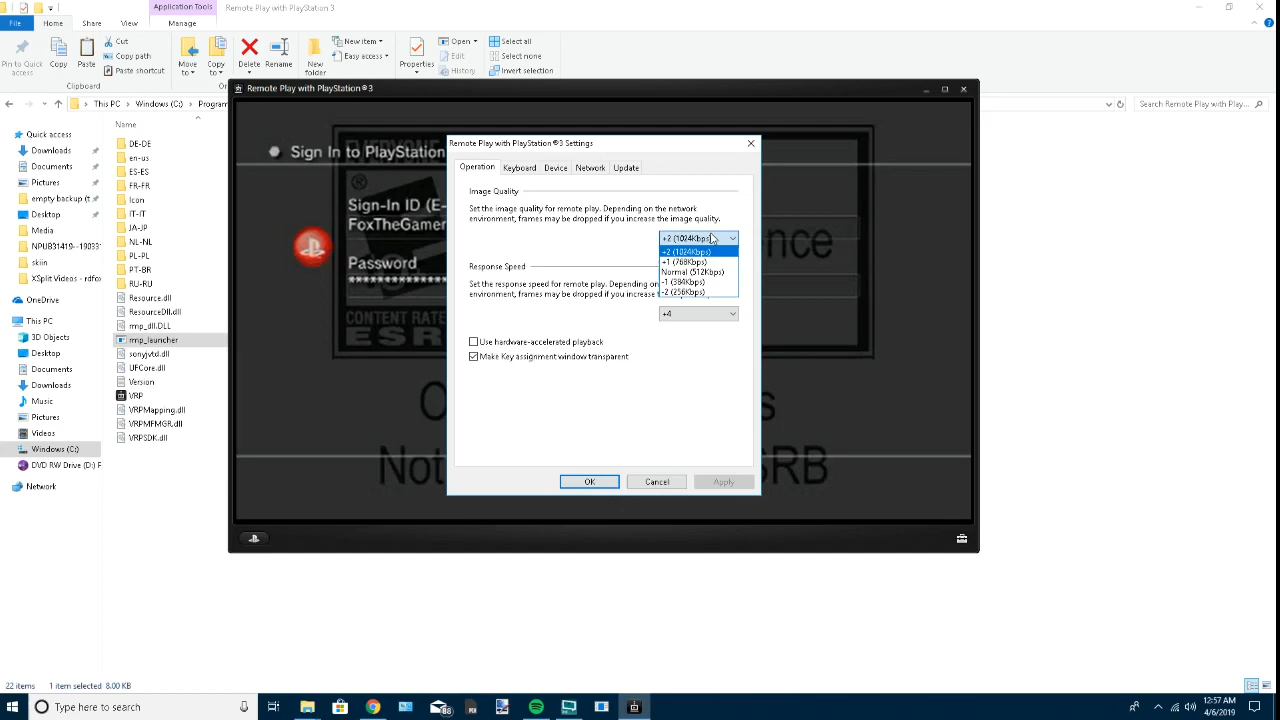 Application Tools
Remote Play with PlayStation 3
File
Home
Share
View
Manage
Pin to Quick access
Copy
Paste
Cut
Copy path
Paste shortcut
Clipboard
Move to
Copy to
Delete
Rename
New folder
New item
Easy access
Properties
Open
Edit
History
Select all
Select none
Invert selection
This PC
Windows (C:)
Search Remote Play with Play...
Quick access
Downloads
Documents
Pictures
empty backup (t
Desktop
Media
NPUB31419--19033
skiin
XSplit Videos - rdfox
OneDrive
This PC
3D Objects
Desktop
Documents
Downloads
Music
Pictures
Videos
Windows (C:)
DVD RW Drive (D:) P
Network
Name
DE-DE
en-us
ES-ES
FR-FR
Icon
IT-IT
JA-JP
NL-NL
PL-PL
PT-BR
RU-RU
Resource.dll
ResourceDll.dll
rmp_dll.DLL
rmp_launcher
sonyjvtd.dll
UFCore.dll
Version
VRP
VRPMapping.dll
VRPMFMGR.dll
VRPSDK.dll
Remote Play with PlayStation®3
Sign In to PlayStation
Sign-In ID (E-
FoxTheGamer
Password
CONTENT RATE
ESR
Not
RB
Remote Play with PlayStation®3 Settings
Operation
Keyboard
Device
Network
Update
Image Quality
Set the image quality for remote play. Depending on the network
environment, frames may be dropped if you increase the image quality.
+2 (1024Kbps)
+2 (1024Kbps)
+1 (768Kbps)
Normal (512Kbps)
-1 (384Kbps)
-2 (256Kbps)
Response Speed
Set the response speed for remote play. Depending on
environment, frames may be dropped if you increase
+4
Use hardware-accelerated playback
Make Key assignment window transparent
OK
Cancel
Apply
22 items
1 item selected
8.00 KB
Type here to search
88
12:57 AM
4/6/2019